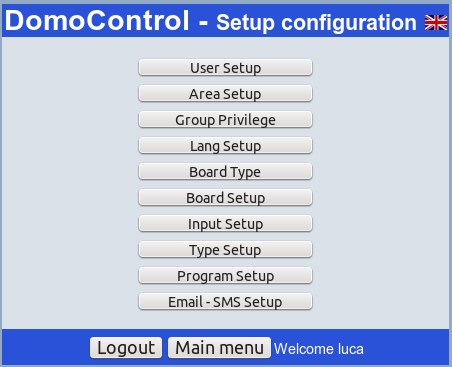 DomoControl - Setup configuration
User Setup
Area Setup
Group Privilege
Lang Setup
Board Type
Board Setup
Input Setup
Type Setup
Program Setup
Email - SMS Setup
Logout Main menu Welcome luca